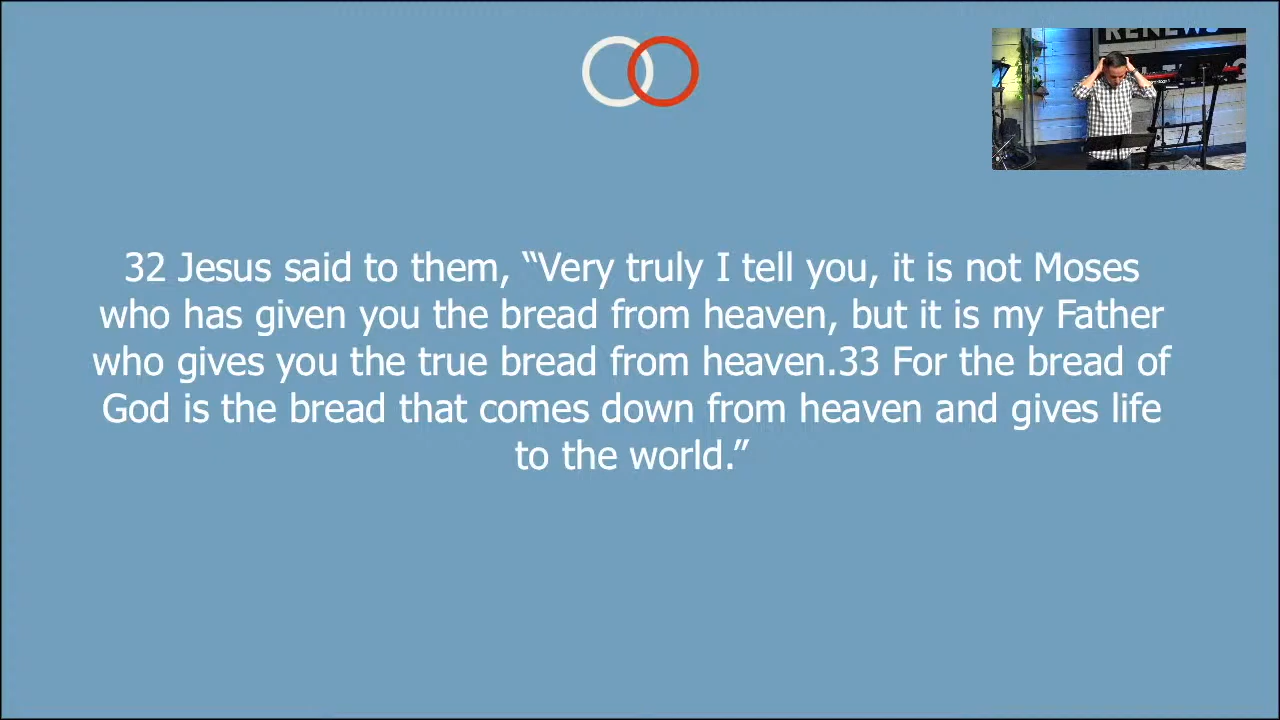 RENEWS
32 Jesus said to them, “Very truly I tell you, it is not Moses
who has given you the bread from heaven, but it is my Father
who gives you the true bread from heaven.33 For the bread of
God is the bread that comes down from heaven and gives life
to the world.”